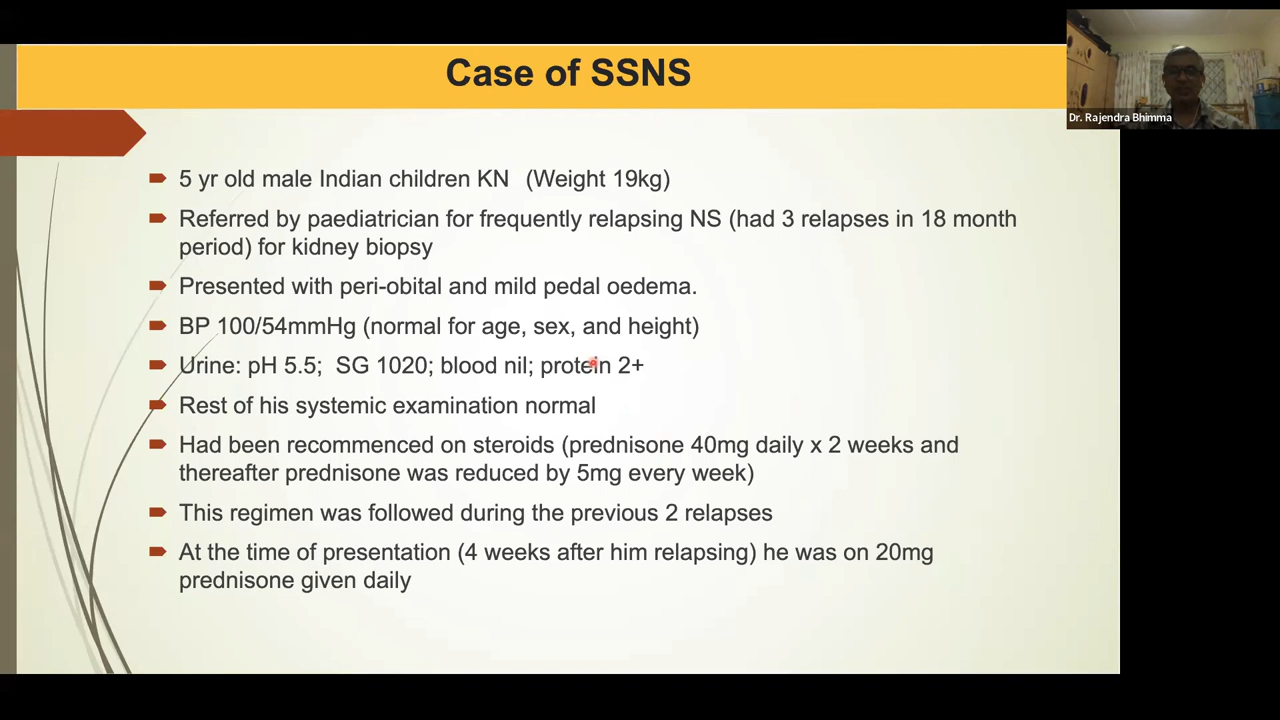 Case of SSNS
Dr. Rajendra Bhimma
5 yr old male Indian children KN (Weight 19kg)
Referred by paediatrician for frequently relapsing NS (had 3 relapses in 18 month
period) for kidney biopsy
Presented with peri-obital and mild pedal oedema.
BP 100/54mmHg (normal for age, sex, and height)
Urine: pH 5.5; SG 1020; blood nil; protein 2+
Rest of his systemic examination normal
Had been recommenced on steroids (prednisone 40mg daily x 2 weeks and
thereafter prednisone was reduced by 5mg every week)
This regimen was followed during the previous 2 relapses
At the time of presentation (4 weeks after him relapsing) he was on 20mg
prednisone given daily